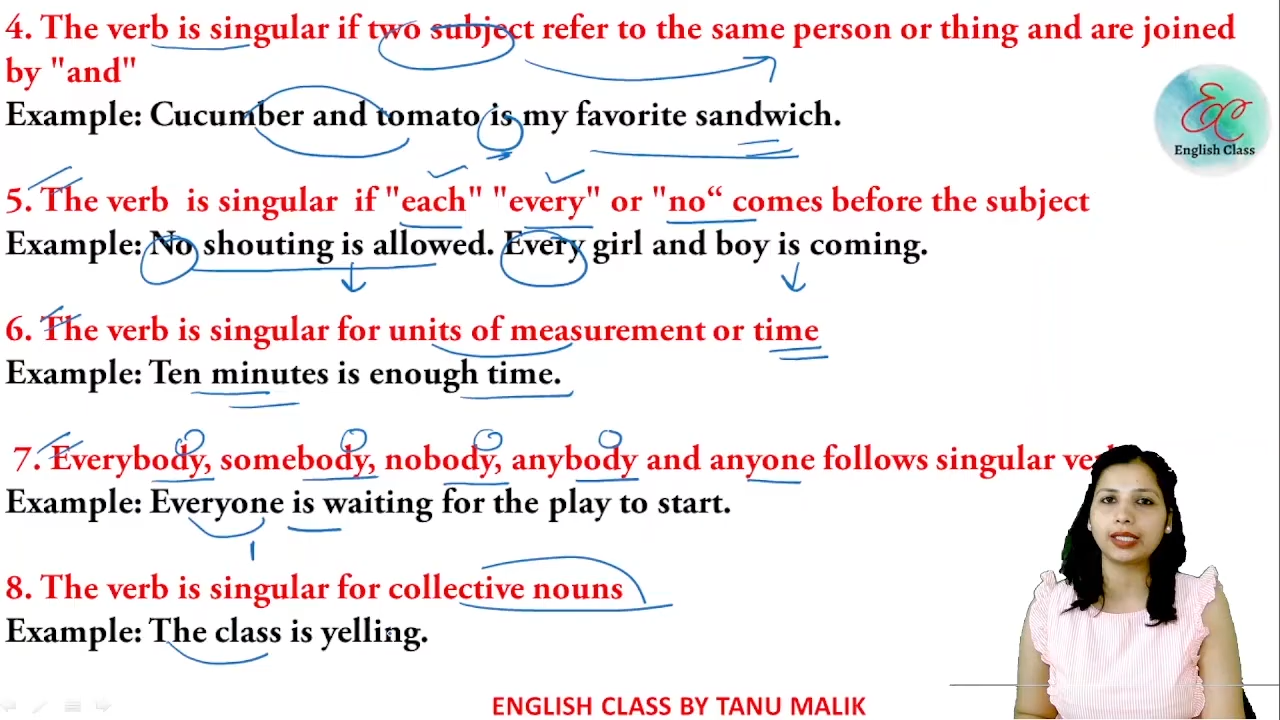 4. The verb is singular if two subject refer to the same person or thing and are joined
by "and"
Example: Cucumber and tomato is my favorite sandwich.
EC
English Class
5. The verb is singular if "each" "every" or "no“ comes before the subject
Example: No shouting is allowed. Every girl and boy is coming.
6. The verb is singular for units of measurement or time
Example: Ten minutes is enough time.
7. Everybody, somebody, nobody, anybody and anyone follows singular
Example: Everyone is waiting for the play to start.
8. The verb is singular for collective nouns
Example: The class is yelling.
ENGLISH CLASS BY TANU MALIK